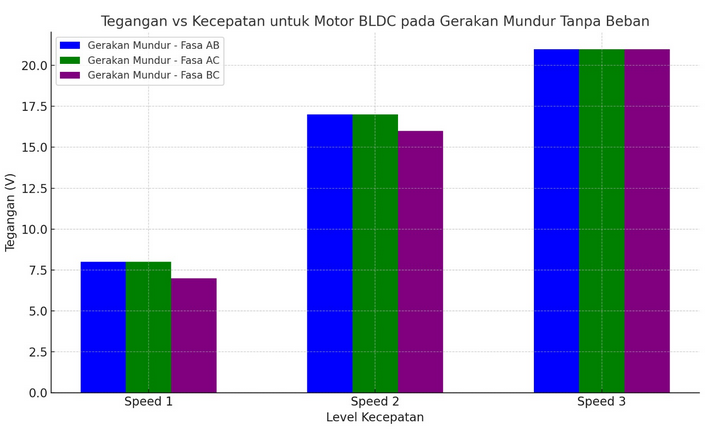 Tegangan vs Kecepatan untuk Motor BLDC pada Gerakan Mundur Tanpa Beban
Gerakan Mundur - Fasa AB
Gerakan Mundur - Fasa AC
Gerakan Mundur - Fasa BC
Tegangan (V)
20.0
17.5
15.0
12.5
10.0
7.5
5.0
2.5
0.0
Speed 1 Speed 2 Speed 3
Level Kecepatan